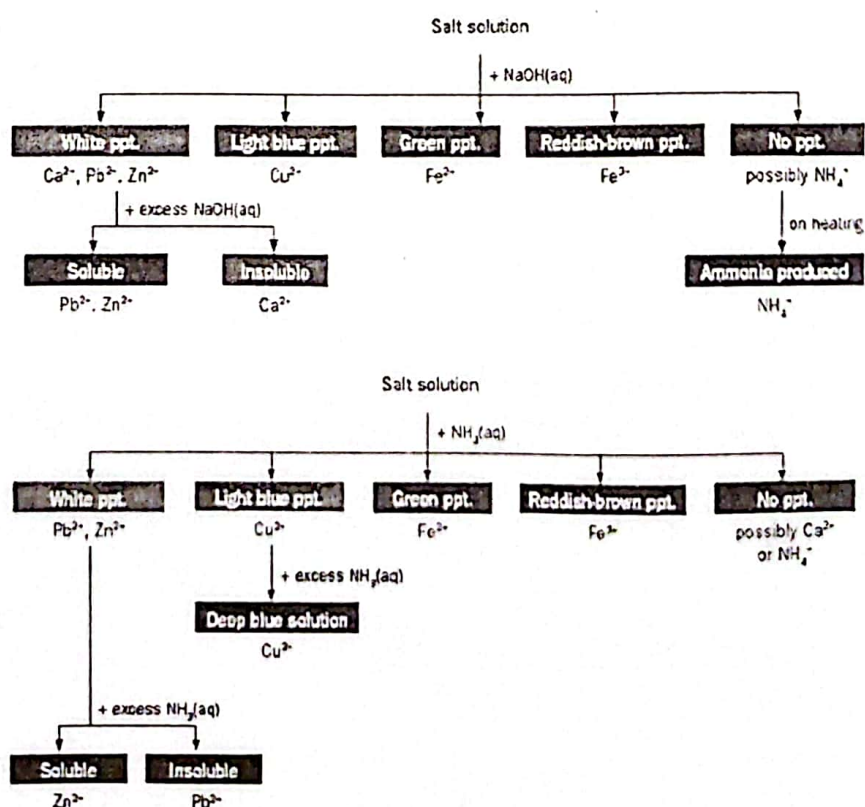 Salt solution
+ NaOH(aq)
White ppt. Light blue ppt. Green ppt. Reddish-brown ppt. No ppt.
Ca²⁺, Pb²⁺, Zn²⁺ Cu²⁺ Fe²⁺ Fe³⁺ possibly NH₄⁺
+ excess NaOH(aq) on heating
Soluble Insoluble Ammonia produced
Pb²⁺, Zn²⁺ Ca²⁺ NH₄⁺
Salt solution
+ NH₃(aq)
White ppt. Light blue ppt. Green ppt. Reddish-brown ppt. No ppt.
Pb²⁺, Zn²⁺ Cu²⁺ Fe²⁺ Fe³⁺ possibly Ca²⁺
or NH₄⁺
+ excess NH₃(aq)
Deep blue solution
Cu²⁺
+ excess NH₃(aq)
Soluble Insoluble
Zn²⁺ Pb²⁺